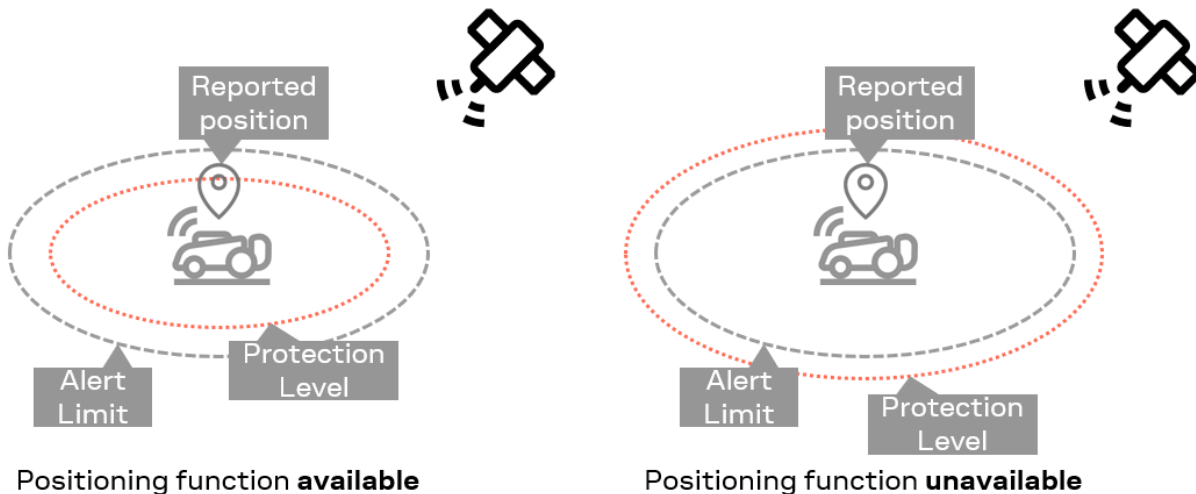 Reported
position
Alert
Limit
Protection
Level
Positioning function available
Reported
position
Alert
Limit
Protection
Level
Positioning function unavailable